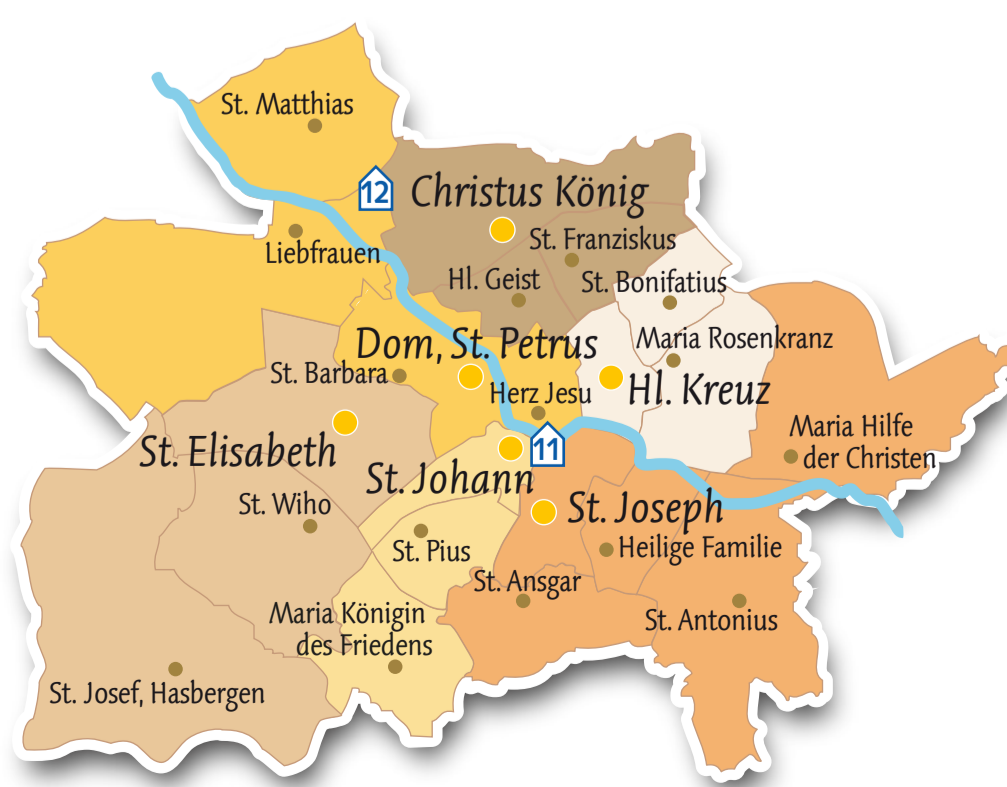 St. Matthias
12
Christus König
St. Franziskus
Liebfrauen
Hl. Geist
St. Bonifatius
Dom, St. Petrus
Maria Rosenkranz
St. Barbara
Herz Jesu
Hl. Kreuz
Maria Hilfe
der Christen
St. Elisabeth
11
St. Johann
St. Wiho
St. Joseph
St. Pius
Heilige Familie
St. Ansgar
Maria Königin
des Friedens
St. Antonius
St. Josef, Hasbergen